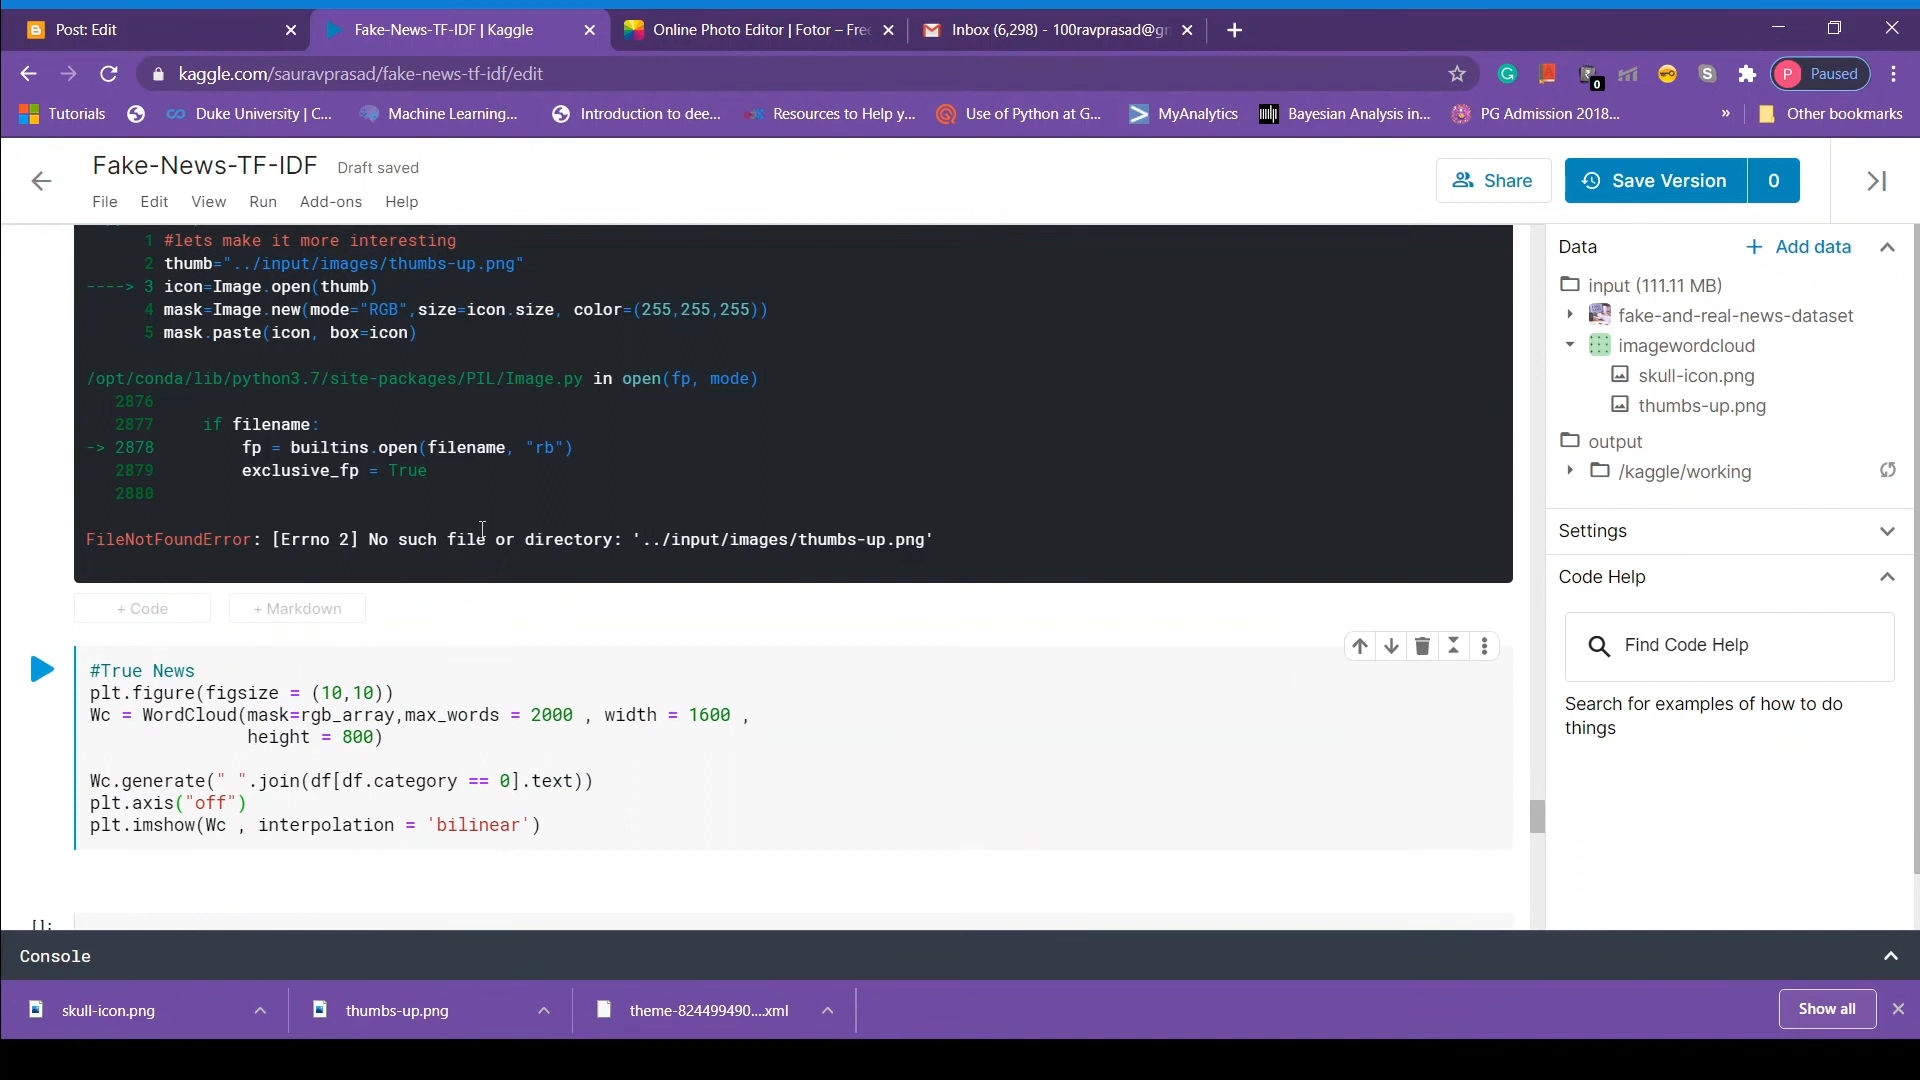 Post: Edit
Fake-News-TF-IDF | Kaggle
Online Photo Editor | Fotor – Free
Inbox (6,298) - 100ravprasad@gm
kaggle.com/sauravprasad/fake-news-tf-idf/edit
0
P Paused
Tutorials
Duke University | C...
Machine Learning...
Introduction to dee...
Resources to Help y...
Use of Python at G...
MyAnalytics
Bayesian Analysis in...
PG Admission 2018...
»
Other bookmarks
Fake-News-TF-IDF
Draft saved
File Edit View Run Add-ons Help
Share
Save Version 0
1 #lets make it more interesting
2 thumb="../input/images/thumbs-up.png"
----> 3 icon=Image.open(thumb)
4 mask=Image.new(mode="RGB",size=icon.size, color=(255,255,255))
5 mask.paste(icon, box=icon)
/opt/conda/lib/python3.7/site-packages/PIL/Image.py in open(fp, mode)
2876
2877 if filename:
-> 2878 fp = builtins.open(filename, "rb")
2879 exclusive_fp = True
2880
FileNotFoundError: [Errno 2] No such file or directory: '../input/images/thumbs-up.png'
+ Code
+ Markdown
#True News
plt.figure(figsize = (10,10))
Wc = WordCloud(mask=rgb_array,max_words = 2000 , width = 1600 ,
height = 800)
Wc.generate(" ".join(df[df.category == 0].text))
plt.axis("off")
plt.imshow(Wc , interpolation = 'bilinear')
[]:
Data
+ Add data
input (111.11 MB)
fake-and-real-news-dataset
imagewordcloud
skull-icon.png
thumbs-up.png
output
/kaggle/working
Settings
Code Help
Find Code Help
Search for examples of how to do
things
Console
skull-icon.png
thumbs-up.png
theme-824499490....xml
Show all